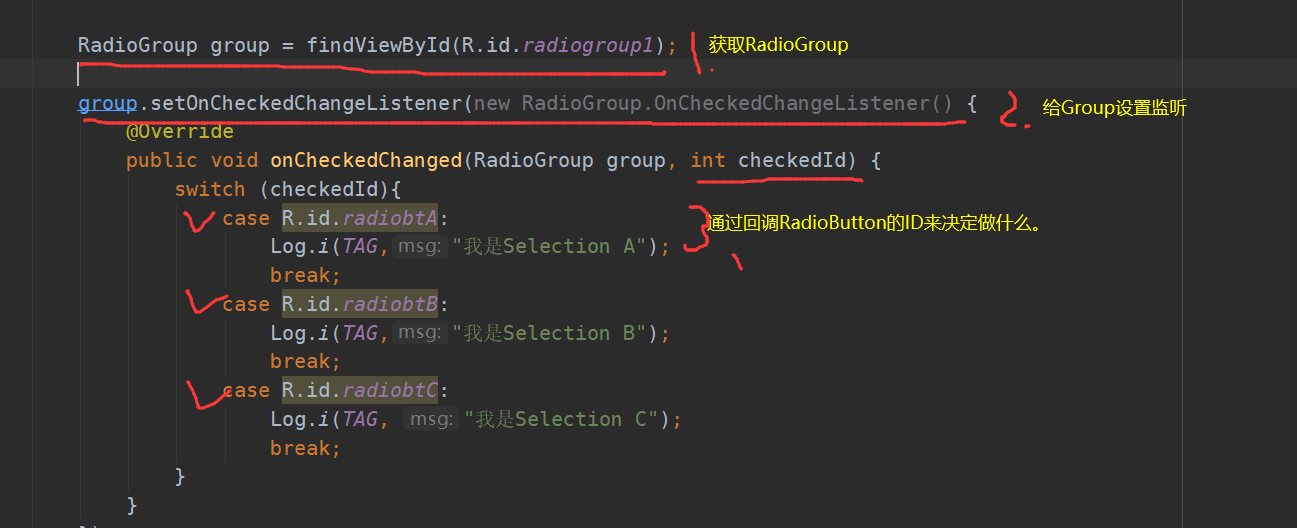 RadioGroup group = findViewById(R.id.radiogroup1); 1. 获取RadioGroup
group.setOnCheckedChangeListener(new RadioGroup.OnCheckedChangeListener() { 2. 给Group设置监听
@Override
public void onCheckedChanged(RadioGroup group, int checkedId) {
switch (checkedId){
case R.id.radiobtA: 通过回调RadioButton的ID来决定做什么。
Log.i(TAG, msg: "我是Selection A");
break;
case R.id.radiobtB:
Log.i(TAG, msg: "我是Selection B");
break;
case R.id.radiobtC:
Log.i(TAG, msg: "我是Selection C");
break;
}
}